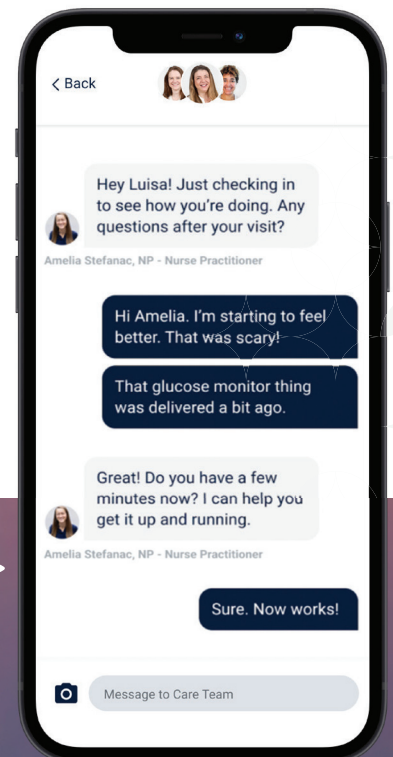 Back
Hey Luisa! Just checking in
to see how you're doing. Any
questions after your visit?
Amelia Stefanac, NP - Nurse Practitioner
Hi Amelia. I'm starting to feel
better. That was scary!
That glucose monitor thing
was delivered a bit ago.
Great! Do you have a few
minutes now? I can help you
get it up and running.
Amelia Stefanac, NP - Nurse Practitioner
Sure. Now works!
Message to Care Team